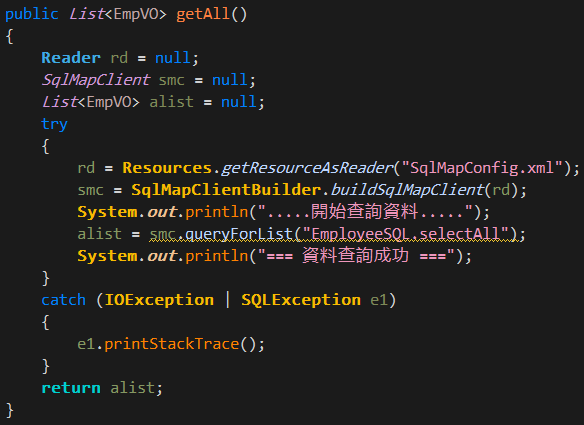 public List<EmpVO> getAll()
{
    Reader rd = null;
    SqlMapClient smc = null;
    List<EmpVO> alist = null;
    try
    {
        rd = Resources.getResourceAsReader("SqlMapConfig.xml");
        smc = SqlMapClientBuilder.buildSqlMapClient(rd);
        System.out.println(".....開始查詢資料.....");
        alist = smc.queryForList("EmployeeSQL.selectAll");
        System.out.println("=== 資料查詢成功 ===");
    }
    catch (IOException | SQLException e1)
    {
        e1.printStackTrace();
    }
    return alist;
}